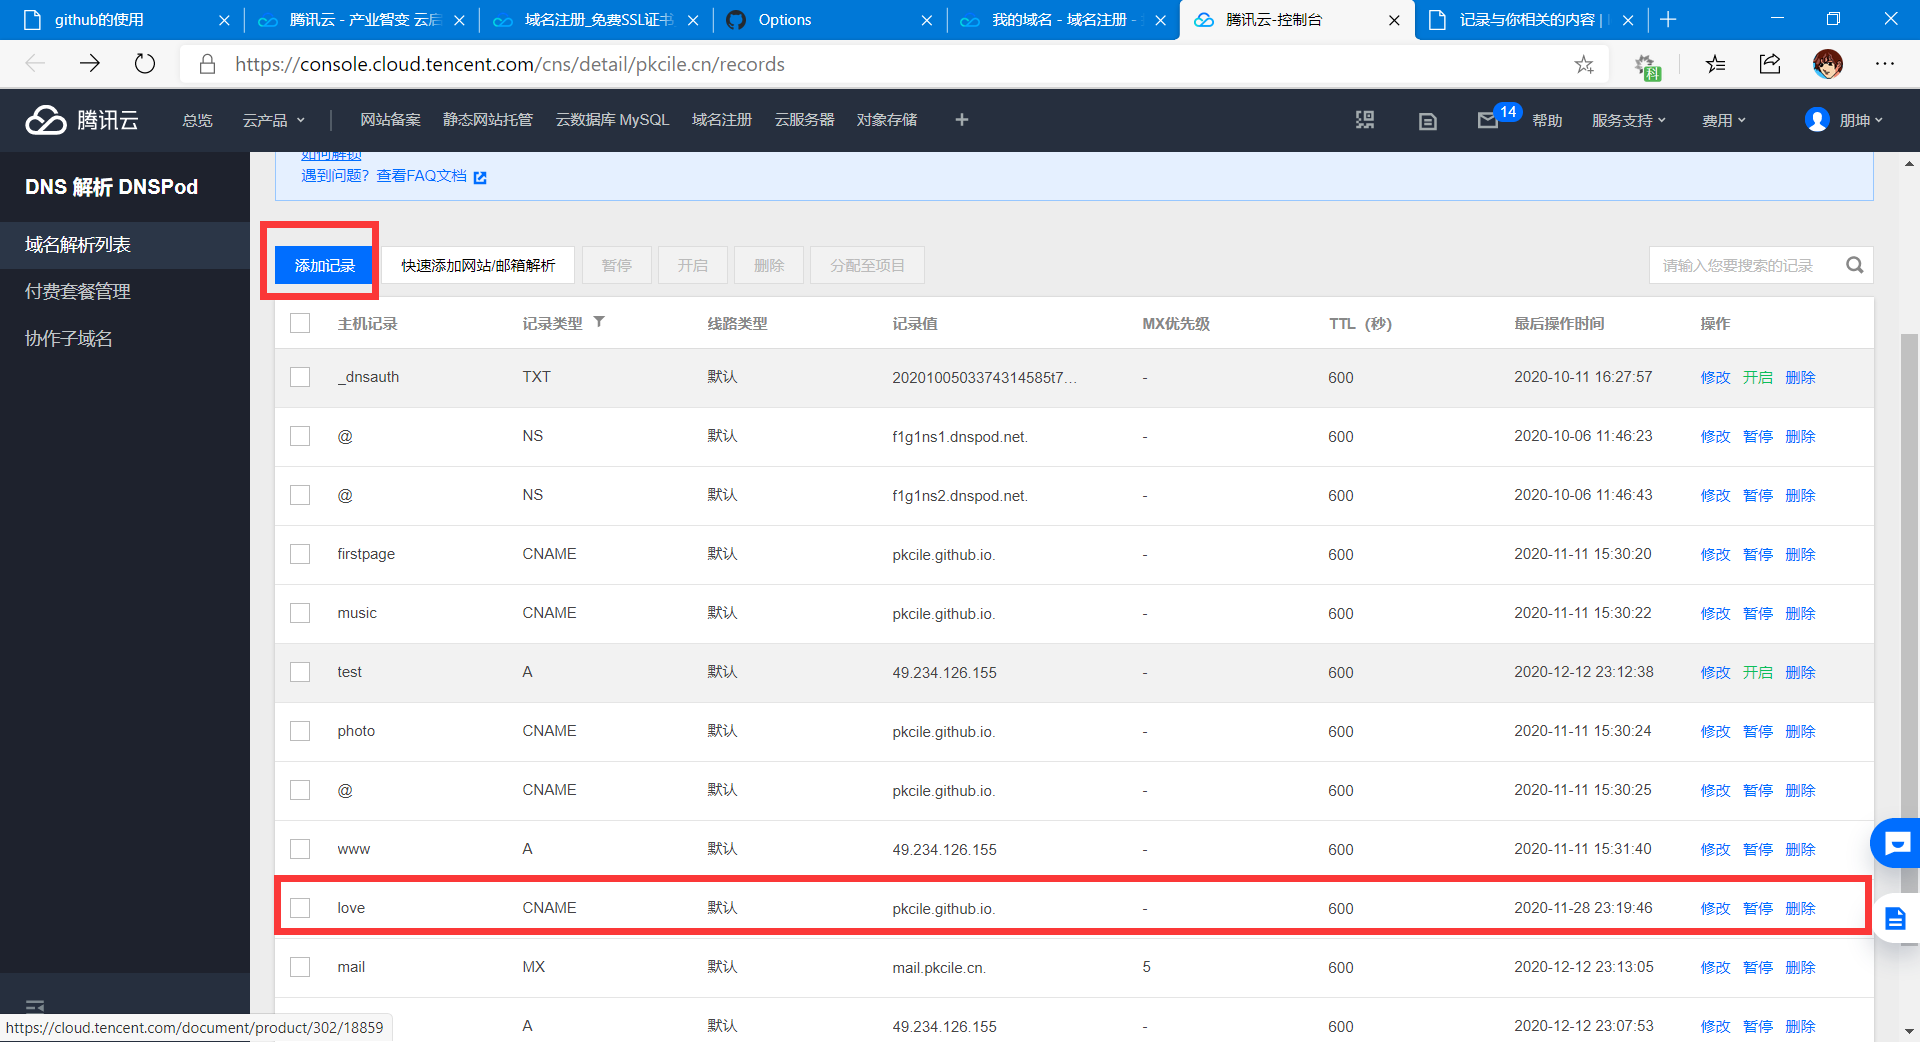 github的使用
腾讯云 - 产业智变 云启
域名注册_免费SSL证书
Options
我的域名 - 域名注册 -
腾讯云-控制台
记录与你相关的内容 |
https://console.cloud.tencent.com/cns/detail/pkcile.cn/records
科
腾讯云
总览
云产品
网站备案
静态网站托管
云数据库 MySQL
域名注册
云服务器
对象存储
14
帮助
服务支持
费用
朋坤
DNS 解析 DNSPod
域名解析列表
付费套餐管理
协作子域名
如何解锁
遇到问题？查看FAQ文档
添加记录
快速添加网站/邮箱解析
暂停
开启
删除
分配至项目
请输入您要搜索的记录
主机记录 记录类型 线路类型 记录值 MX优先级 TTL（秒） 最后操作时间 操作
_dnsauth TXT 默认 2020100503374314585t7... - 600 2020-10-11 16:27:57 修改 开启 删除
@ NS 默认 f1g1ns1.dnspod.net. - 600 2020-10-06 11:46:23 修改 暂停 删除
@ NS 默认 f1g1ns2.dnspod.net. - 600 2020-10-06 11:46:43 修改 暂停 删除
firstpage CNAME 默认 pkcile.github.io. - 600 2020-11-11 15:30:20 修改 暂停 删除
music CNAME 默认 pkcile.github.io. - 600 2020-11-11 15:30:22 修改 暂停 删除
test A 默认 49.234.126.155 - 600 2020-12-12 23:12:38 修改 开启 删除
photo CNAME 默认 pkcile.github.io. - 600 2020-11-11 15:30:24 修改 暂停 删除
@ CNAME 默认 pkcile.github.io. - 600 2020-11-11 15:30:25 修改 暂停 删除
www A 默认 49.234.126.155 - 600 2020-11-11 15:31:40 修改 暂停 删除
love CNAME 默认 pkcile.github.io. - 600 2020-11-28 23:19:46 修改 暂停 删除
mail MX 默认 mail.pkcile.cn. 5 600 2020-12-12 23:13:05 修改 暂停 删除
A 默认 49.234.126.155 - 600 2020-12-12 23:07:53 修改 暂停 删除
https://cloud.tencent.com/document/product/302/18859